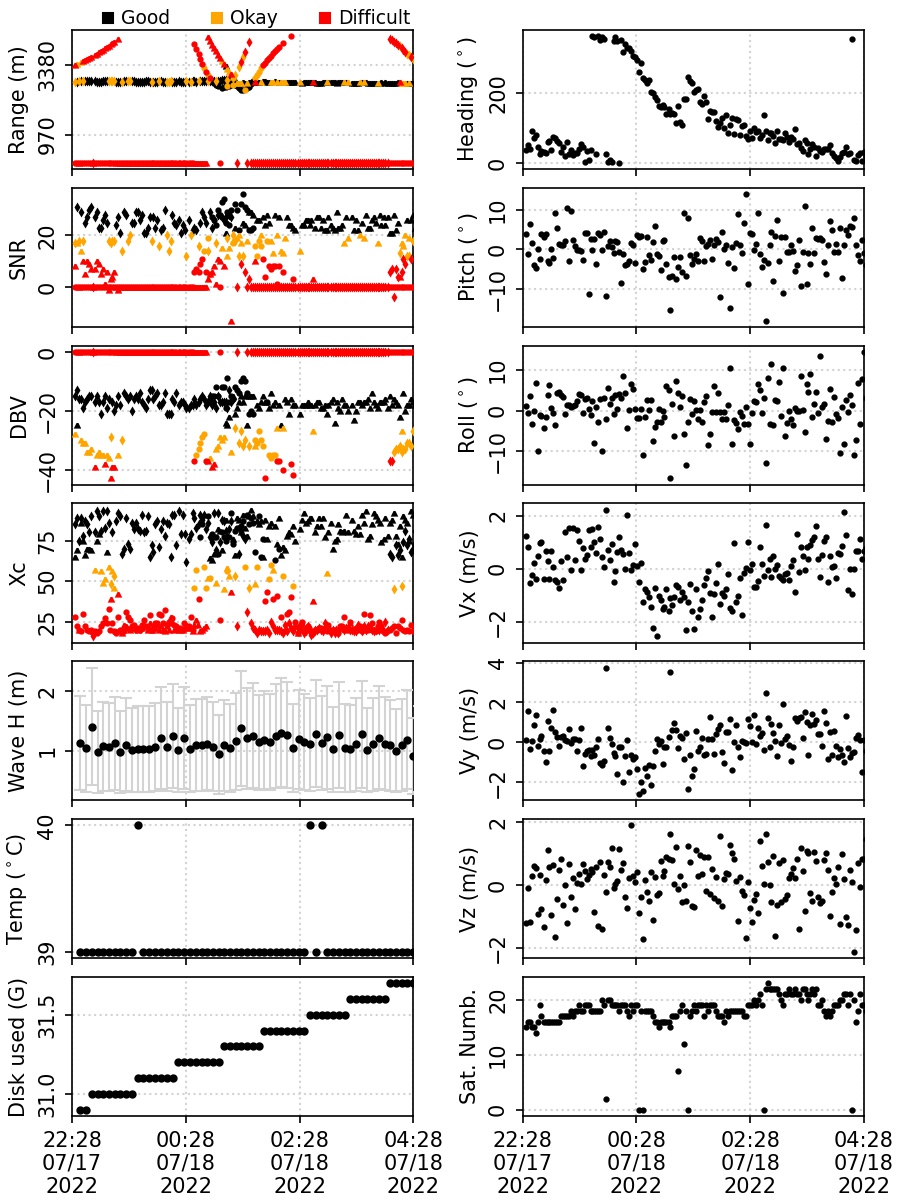 Good Okay Difficult
Range (m)
3380
970
Heading (°)
200
0
SNR
20
0
Pitch (°)
10
0
−10
DBV
0
−20
−40
Roll (°)
10
0
−10
Xc
75
50
25
Vx (m/s)
2
0
−2
Wave H (m)
2
1
Vy (m/s)
4
2
0
−2
Temp (°C)
40
39
Vz (m/s)
2
0
−2
Disk used (G)
31.5
31.0
Sat. Numb.
20
10
0
22:28 00:28 02:28 04:28
07/17 07/18 07/18 07/18
2022 2022 2022 2022
22:28 00:28 02:28 04:28
07/17 07/18 07/18 07/18
2022 2022 2022 2022